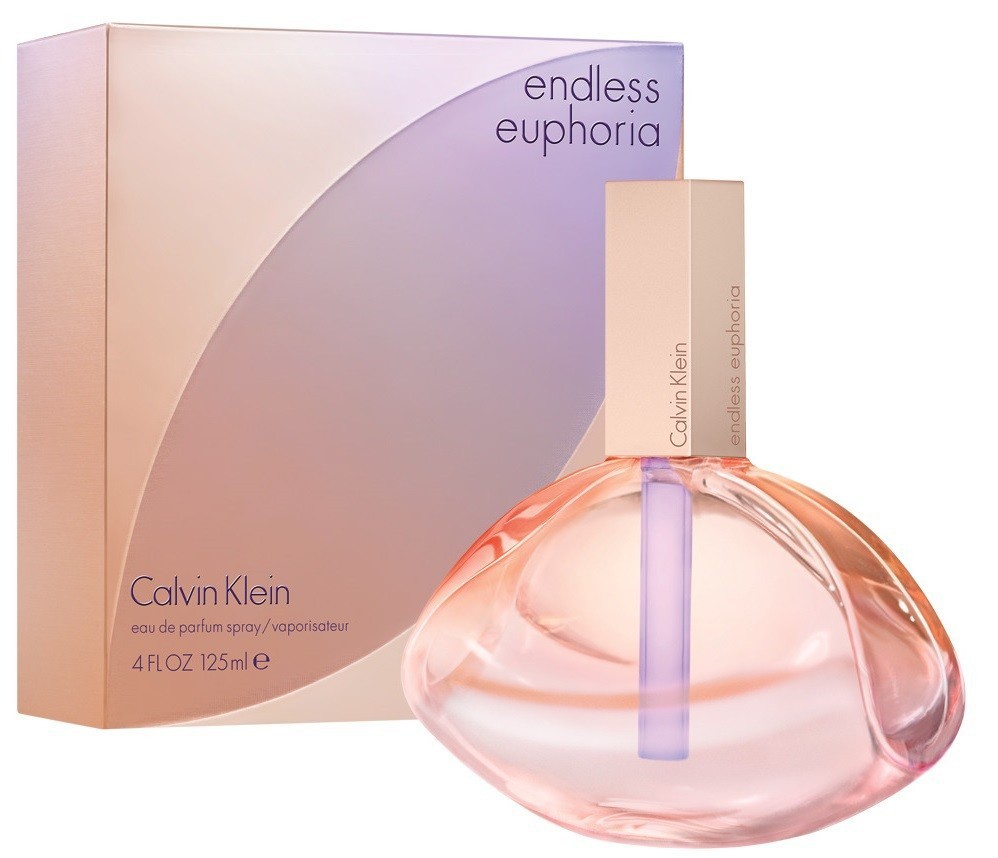 endless
euphoria
Calvin Klein
endless euphoria
Calvin Klein
eau de parfum spray/vaporisateur
4 FL OZ 125ml ℮